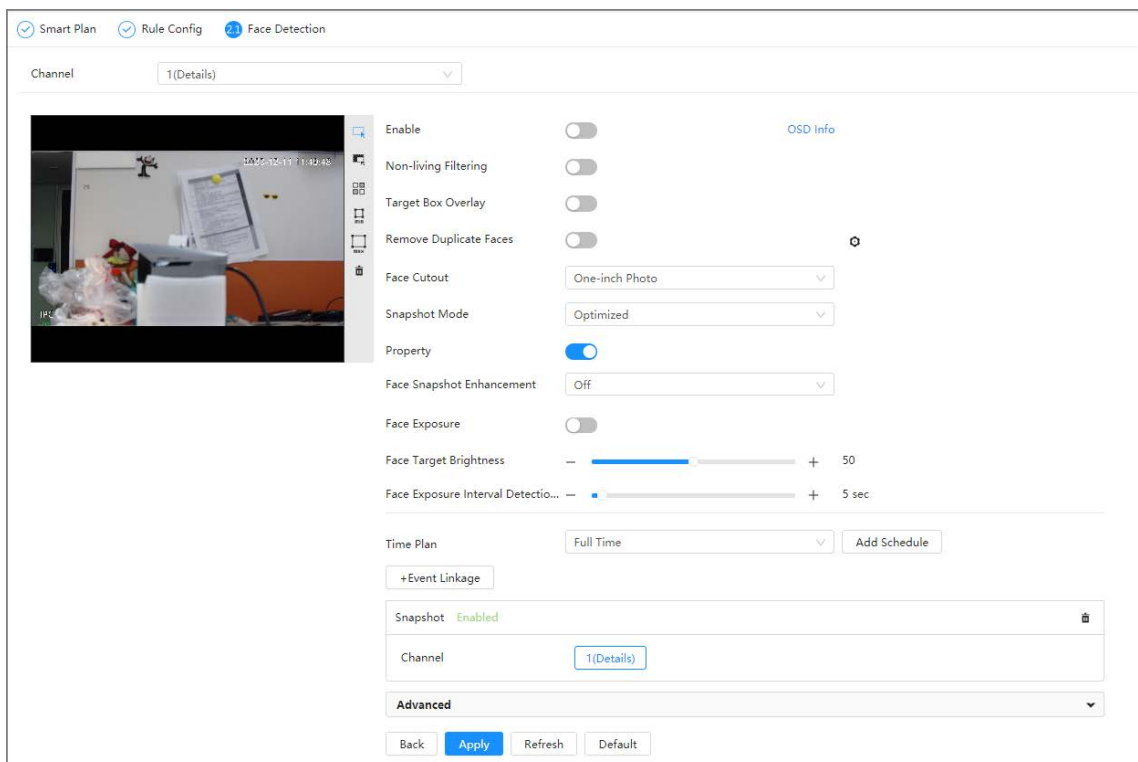 Smart Plan Rule Config 2.1 Face Detection
Channel 1(Details)
Enable OSD Info
Non-living Filtering
Target Box Overlay
min
Remove Duplicate Faces
max
Face Cutout One-inch Photo
Snapshot Mode Optimized
IPC
Property
Face Snapshot Enhancement Off
Face Exposure
Face Target Brightness − + 50
Face Exposure Interval Detectio... − + 5 sec
Time Plan Full Time Add Schedule
+Event Linkage
Snapshot Enabled
Channel 1(Details)
Advanced
Back Apply Refresh Default